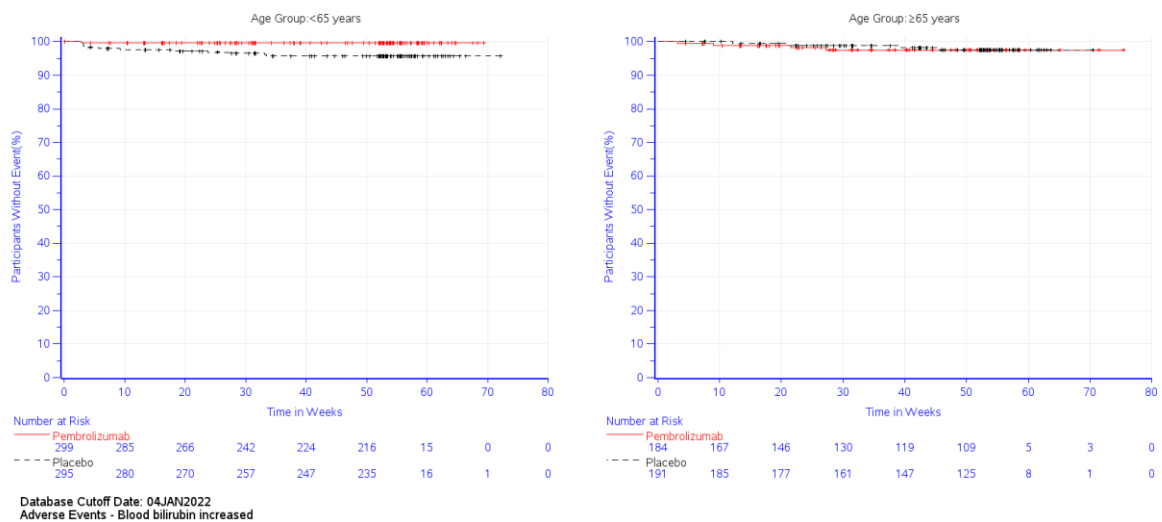 Age Group:<65 years
100
90
80
70
60
50
40
30
20
10
0
Participants Without Event(%)
0 10 20 30 40 50 60 70 80
Time in Weeks
Number at Risk
Pembrolizumab
299 285 266 242 224 216 15 0 0
Placebo
295 280 270 257 247 235 16 1 0
Age Group:≥65 years
100
90
80
70
60
50
40
30
20
10
0
Participants Without Event(%)
0 10 20 30 40 50 60 70 80
Time in Weeks
Number at Risk
Pembrolizumab
184 167 146 130 119 109 5 3 0
Placebo
191 185 177 161 147 125 8 1 0
Database Cutoff Date: 04JAN2022
Adverse Events - Blood bilirubin increased